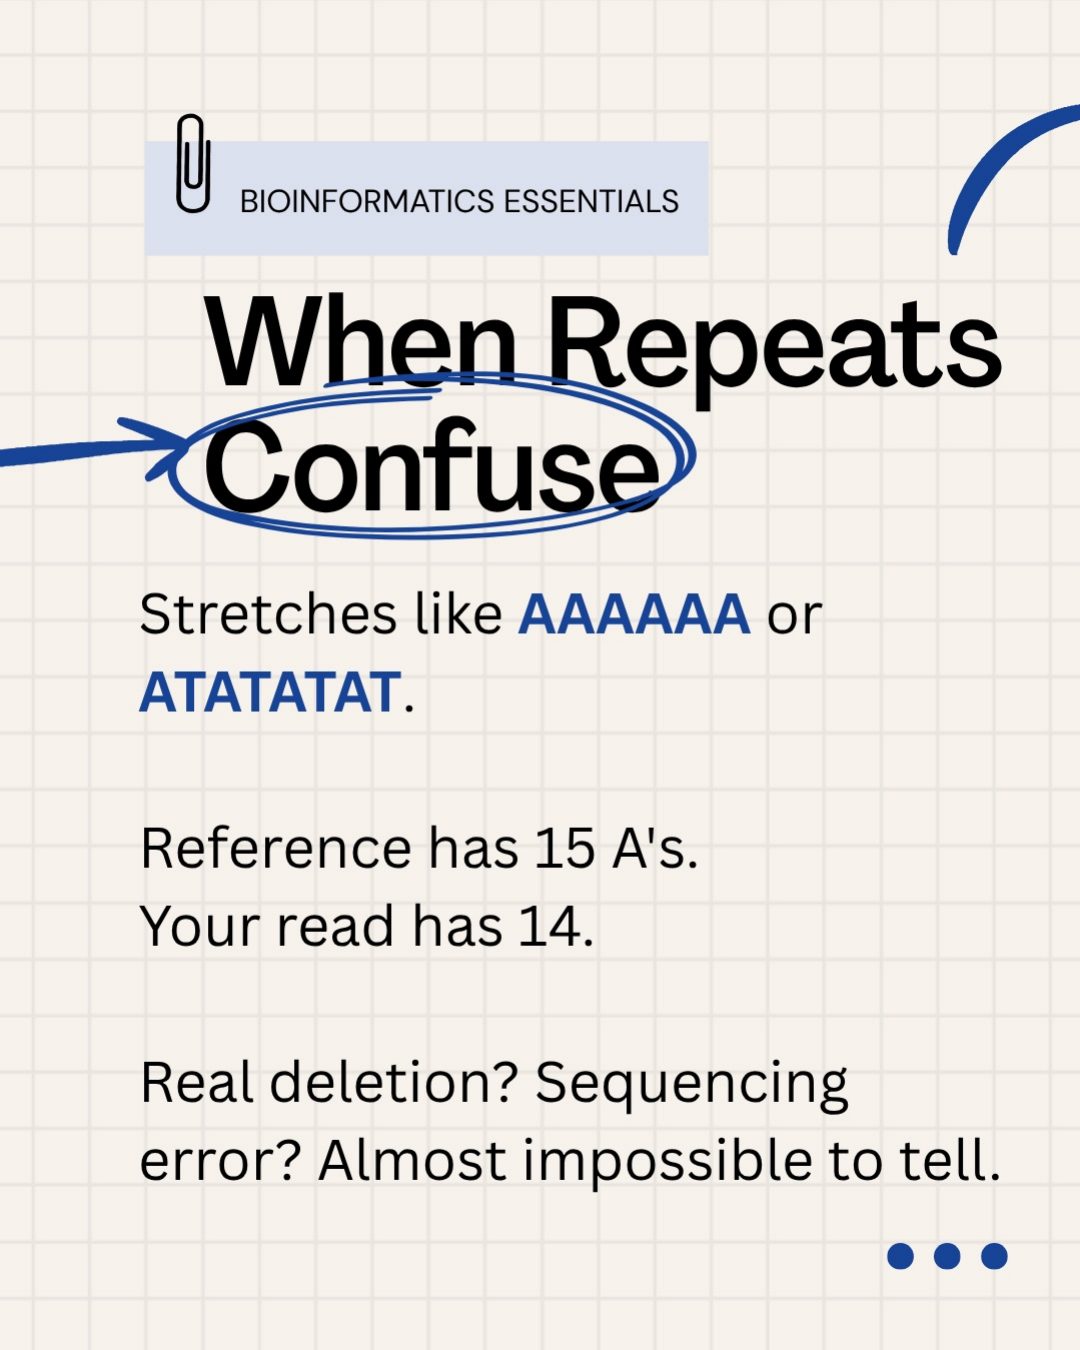 BIOINFORMATICS ESSENTIALS
When Repeats
Confuse
Stretches like AAAAAA or
ATATATAT.
Reference has 15 A's.
Your read has 14.
Real deletion? Sequencing
error? Almost impossible to tell.